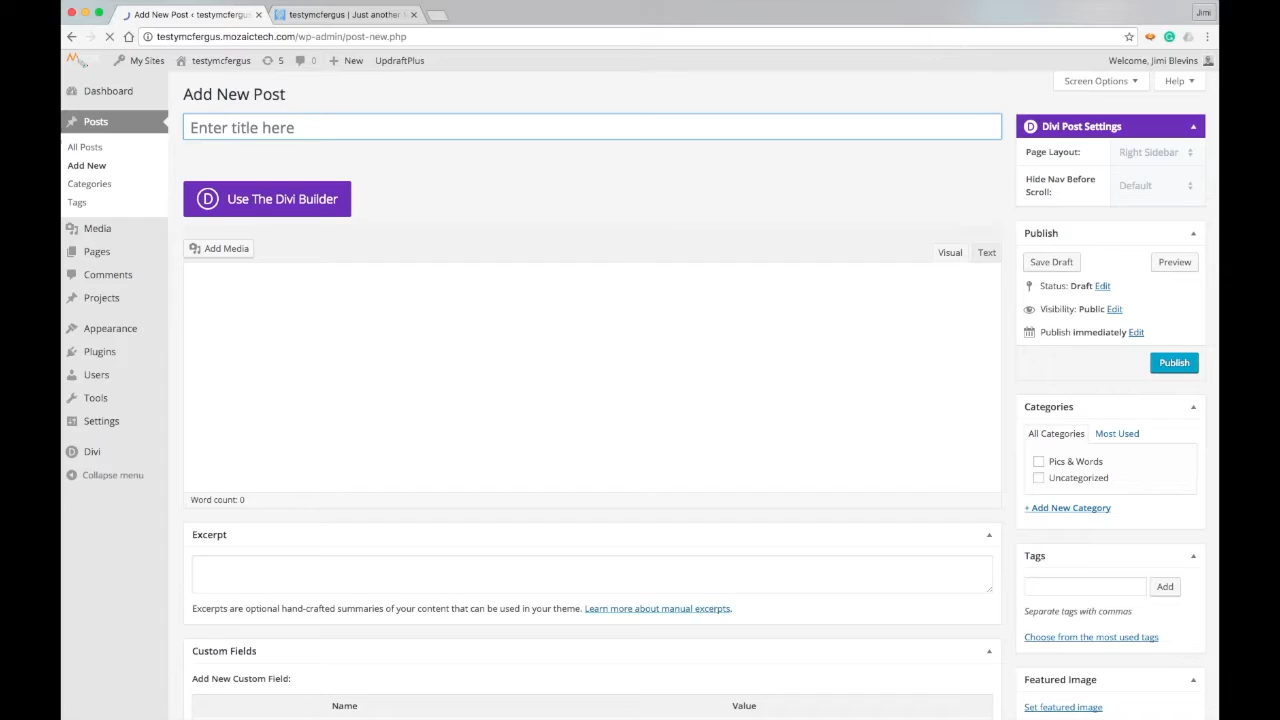 Add New Post ‹ testymcfergus
testymcfergus | Just another
Jimi
testymcfergus.mozaictech.com/wp-admin/post-new.php
My Sites
testymcfergus
5
0
New
UpdraftPlus
Welcome, Jimi Blevins
Dashboard
Posts
All Posts
Add New
Categories
Tags
Media
Pages
Comments
Projects
Appearance
Plugins
Users
Tools
Settings
Divi
Collapse menu
Screen Options
Help
Add New Post
Enter title here
D Use The Divi Builder
Add Media
Visual
Text
Word count: 0
Excerpt
Excerpts are optional hand-crafted summaries of your content that can be used in your theme. Learn more about manual excerpts.
Custom Fields
Add New Custom Field:
Name
Value
D Divi Post Settings
Page Layout:
Right Sidebar
Hide Nav Before
Scroll:
Default
Publish
Save Draft
Preview
Status: Draft Edit
Visibility: Public Edit
Publish immediately Edit
Publish
Categories
All Categories
Most Used
Pics & Words
Uncategorized
+ Add New Category
Tags
Add
Separate tags with commas
Choose from the most used tags
Featured Image
Set featured image